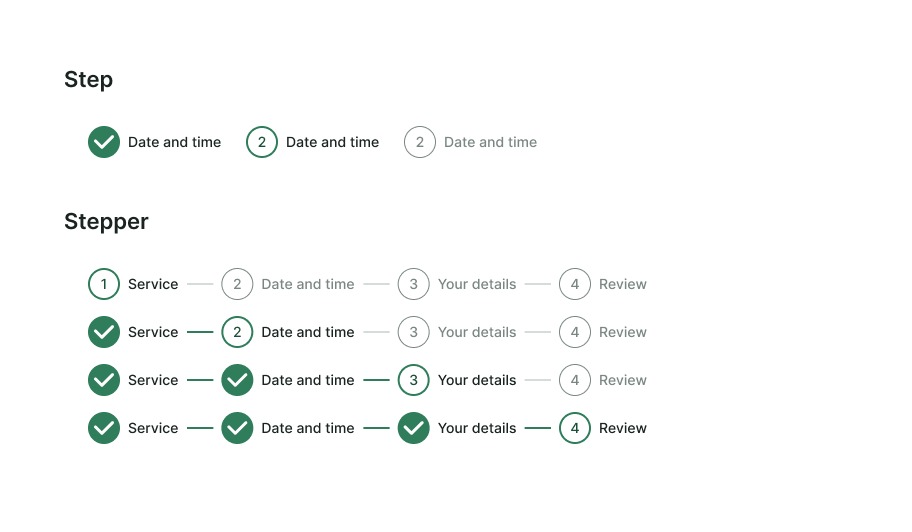 Step
Date and time 2 Date and time 2 Date and time
Stepper
1 Service 2 Date and time 3 Your details 4 Review
Service 2 Date and time 3 Your details 4 Review
Service Date and time 3 Your details 4 Review
Service Date and time Your details 4 Review